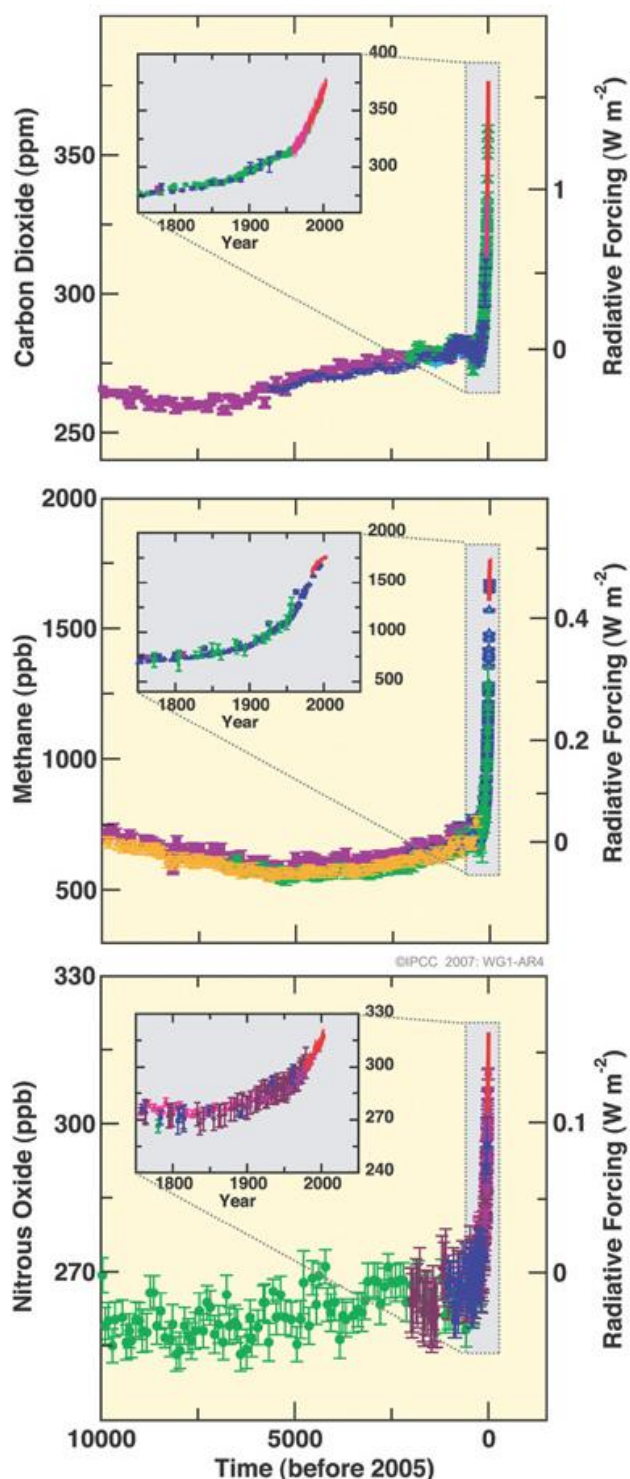 Carbon Dioxide (ppm)
350
300
250
400
350
300
1800 1900 2000
Year
1
0
Radiative Forcing (W m⁻²)
Methane (ppb)
2000
1500
1000
500
2000
1500
1000
500
1800 1900 2000
Year
0.4
0.2
0
Radiative Forcing (W m⁻²)
©IPCC 2007: WG1-AR4
Nitrous Oxide (ppb)
330
300
270
330
300
270
240
1800 1900 2000
Year
0.1
0
Radiative Forcing (W m⁻²)
10000 5000 0
Time (before 2005)